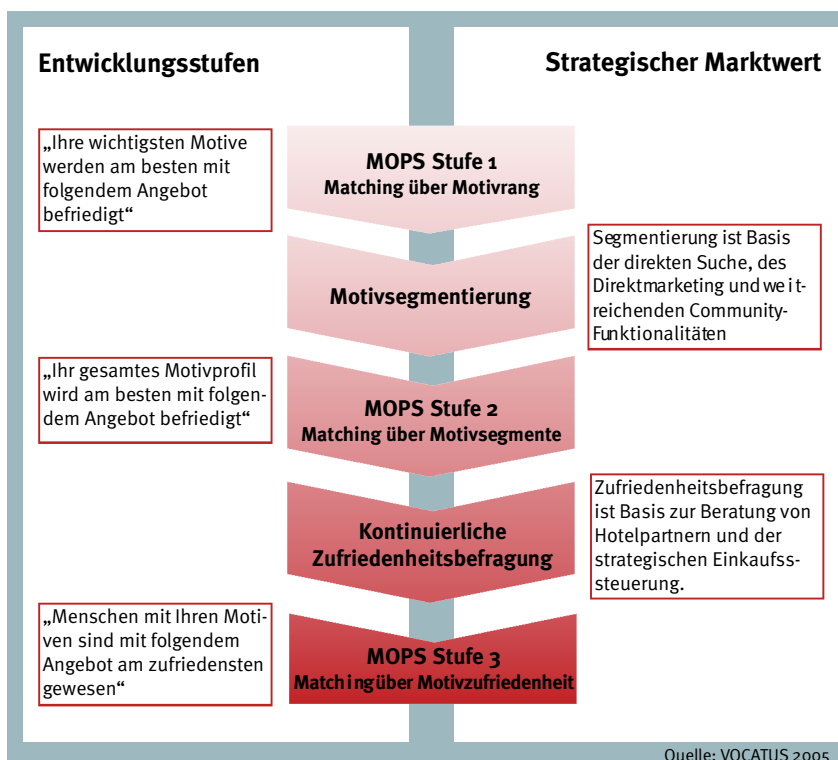 Entwicklungsstufen
Strategischer Marktwert
„Ihre wichtigsten Motive
werden am besten mit
folgendem Angebot
befriedigt“
MOPS Stufe 1
Matching über Motivrang
Motivsegmentierung
Segmentierung ist Basis
der direkten Suche, des
Direktmarketing und weit-
reichenden Community-
Funktionalitäten
„Ihr gesamtes Motivprofil
wird am besten mit folgen-
dem Angebot befriedigt“
MOPS Stufe 2
Matching über Motivsegmente
Kontinuierliche
Zufriedenheitsbefragung
Zufriedenheitsbefragung
ist Basis zur Beratung von
Hotelpartnern und der
strategischen Einkaufss-
steuerung.
„Menschen mit Ihren Moti-
ven sind mit folgendem
Angebot am zufriedensten
gewesen“
MOPS Stufe 3
Matching über Motivzufriedenheit
Quelle: VOCATUS 2005